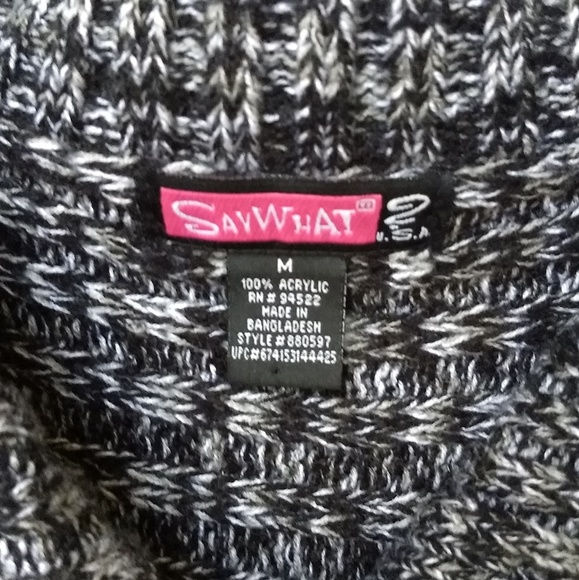 SAYWHAT?
U.S.A
M
100% ACRYLIC
RN # 94522
MADE IN
BANGLADESH
STYLE # 880597
UPC#674153144425